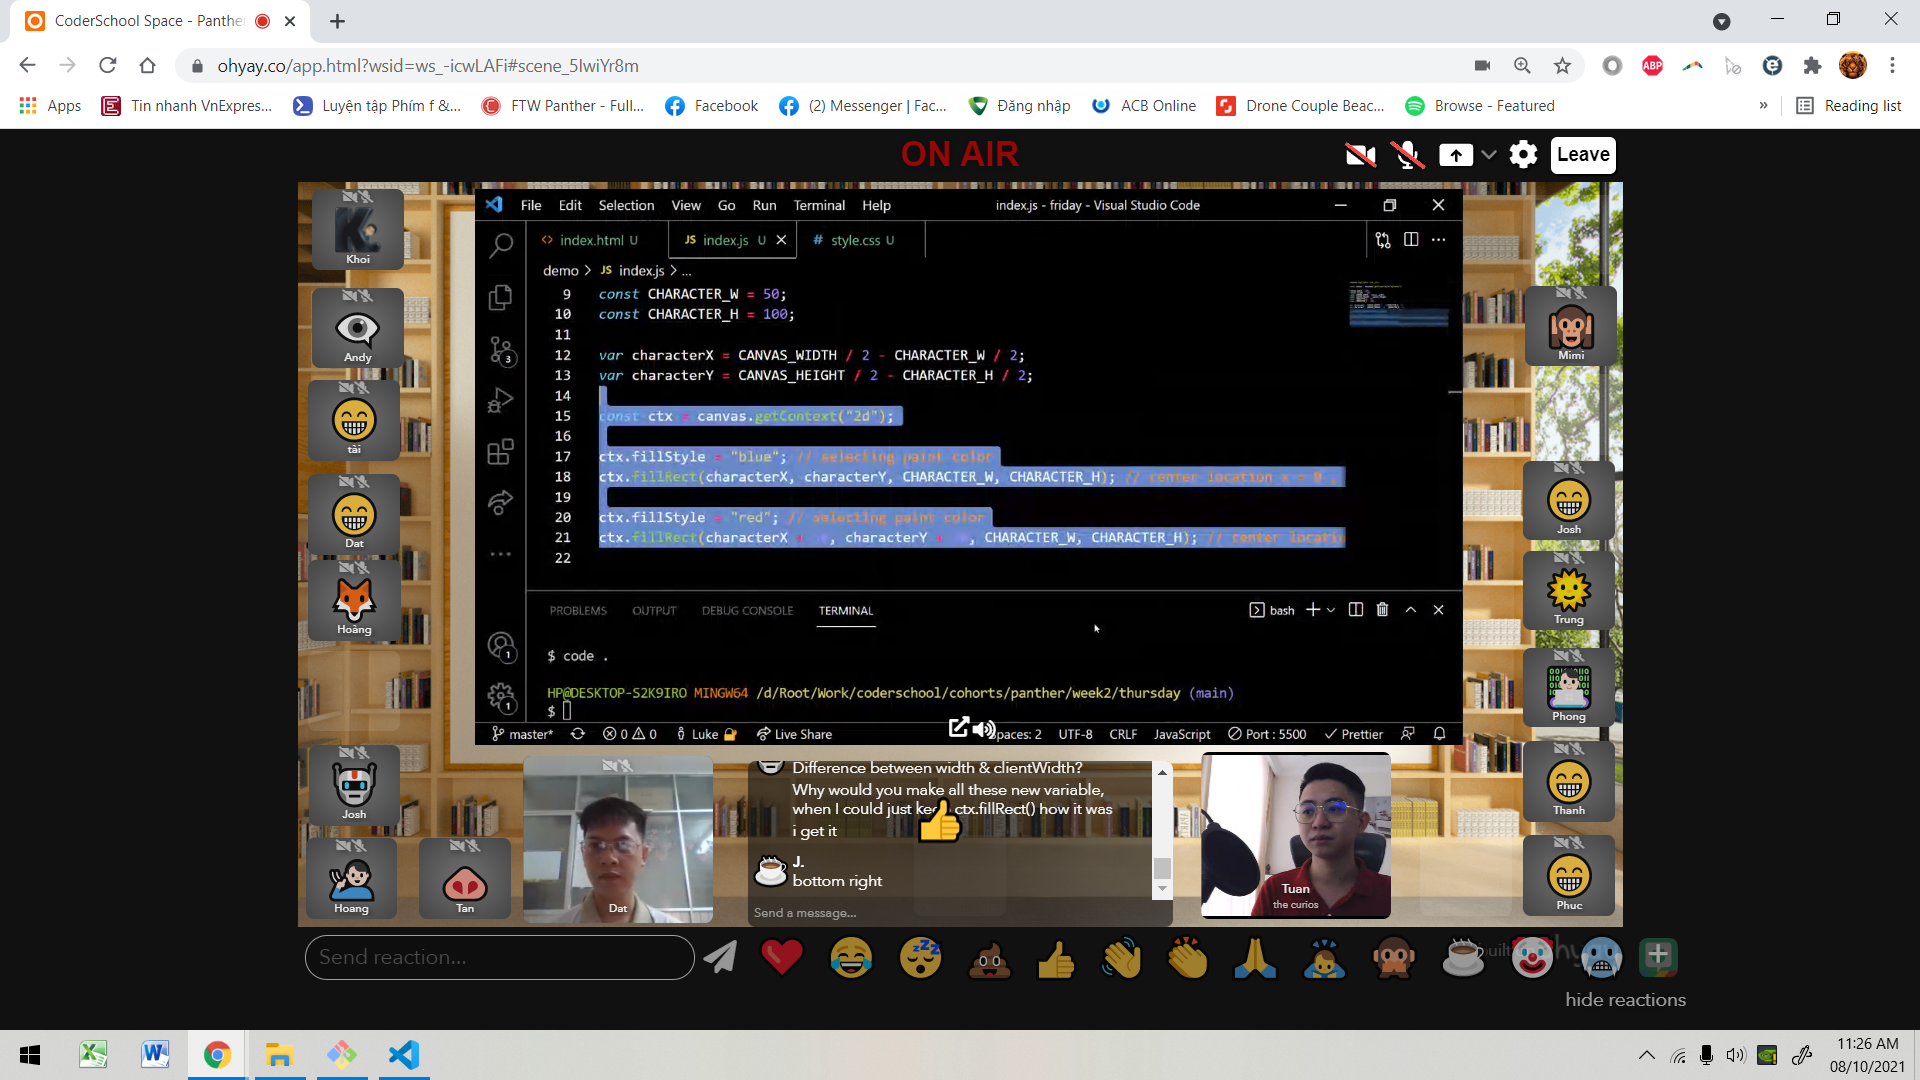 CoderSchool Space - Panthe
ohyay.co/app.html?wsid=ws_-icwLAFi#scene_5IwiYr8m
ABP
Apps
Tin nhanh VnExpres...
Luyện tập Phím f &...
FTW Panther - Full...
Facebook
(2) Messenger | Fac...
Đăng nhập
ACB Online
Drone Couple Beac...
Browse - Featured
»
Reading list
ON AIR
Leave
Khoi
Andy
tài
Dat
Hoàng
Josh
Hoang
Tan
Mimi
Josh
Trung
Phong
Thanh
Phuc
File Edit Selection View Go Run Terminal Help
index.js - friday - Visual Studio Code
<> index.html U
JS index.js U
# style.css U
demo > JS index.js > ...
9 const CHARACTER_W = 50;
10 const CHARACTER_H = 100;
11
12 var characterX = CANVAS_WIDTH / 2 - CHARACTER_W / 2;
13 var characterY = CANVAS_HEIGHT / 2 - CHARACTER_H / 2;
14
15 const ctx = canvas.getContext("2d");
16
17 ctx.fillStyle = "blue"; // selecting paint color
18 ctx.fillRect(characterX, characterY, CHARACTER_W, CHARACTER_H); // center location x = 0 ,
19
20 ctx.fillStyle = "red"; // selecting paint color
21 ctx.fillRect(characterX + , characterY + , CHARACTER_W, CHARACTER_H); // center locati
22
3
1
1
PROBLEMS OUTPUT DEBUG CONSOLE TERMINAL
bash
$ code .
HP@DESKTOP-S2K9IRO MINGW64 /d/Root/Work/coderschool/cohorts/panther/week2/thursday (main)
$
master* 0 0 Luke Live Share
paces: 2 UTF-8 CRLF JavaScript Port : 5500 Prettier
Dat
Difference between width & clientWidth?
Why would you make all these new variable,
when I could just ctx.fillRect() how it was
i get it
J.
bottom right
Send a message...
Tuan
the curios
Send reaction...
built
hide reactions
11:26 AM
08/10/2021